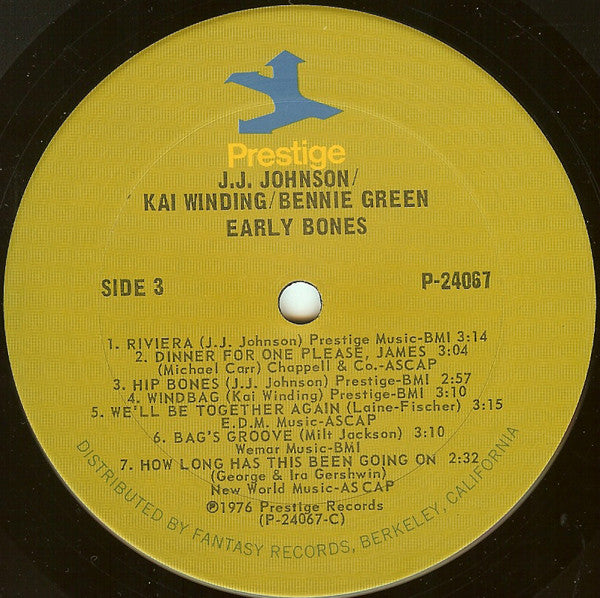 Prestige
J.J. JOHNSON/
KAI WINDING/BENNIE GREEN
EARLY BONES
SIDE 3
P-24067
1. RIVIERA (J.J. Johnson) Prestige Music-BMI 3:14
2. DINNER FOR ONE PLEASE, JAMES 3:04
(Michael Carr) Chappell & Co.-ASCAP
3. HIP BONES (J.J. Johnson) Prestige-BMI 2:57
4. WINDBAG (Kai Winding) Prestige-BMI 3:10
5. WE'LL BE TOGETHER AGAIN (Laine-Fischer) 3:15
E.D.M. Music-ASCAP
6. BAG'S GROOVE (Milt Jackson) 3:10
Wemar Music-BMI
7. HOW LONG HAS THIS BEEN GOING ON 2:32
(George & Ira Gershwin)
New World Music-ASCAP
℗1976 Prestige Records
(P-24067-C)
DISTRIBUTED BY FANTASY RECORDS, BERKELEY, CALIFORNIA